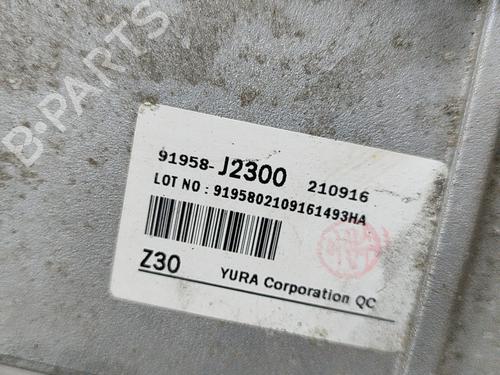 B-PARTS
91958-J2300 210916
LOT NO : 9195802109161493HA
Z30 YURA Corporation QC